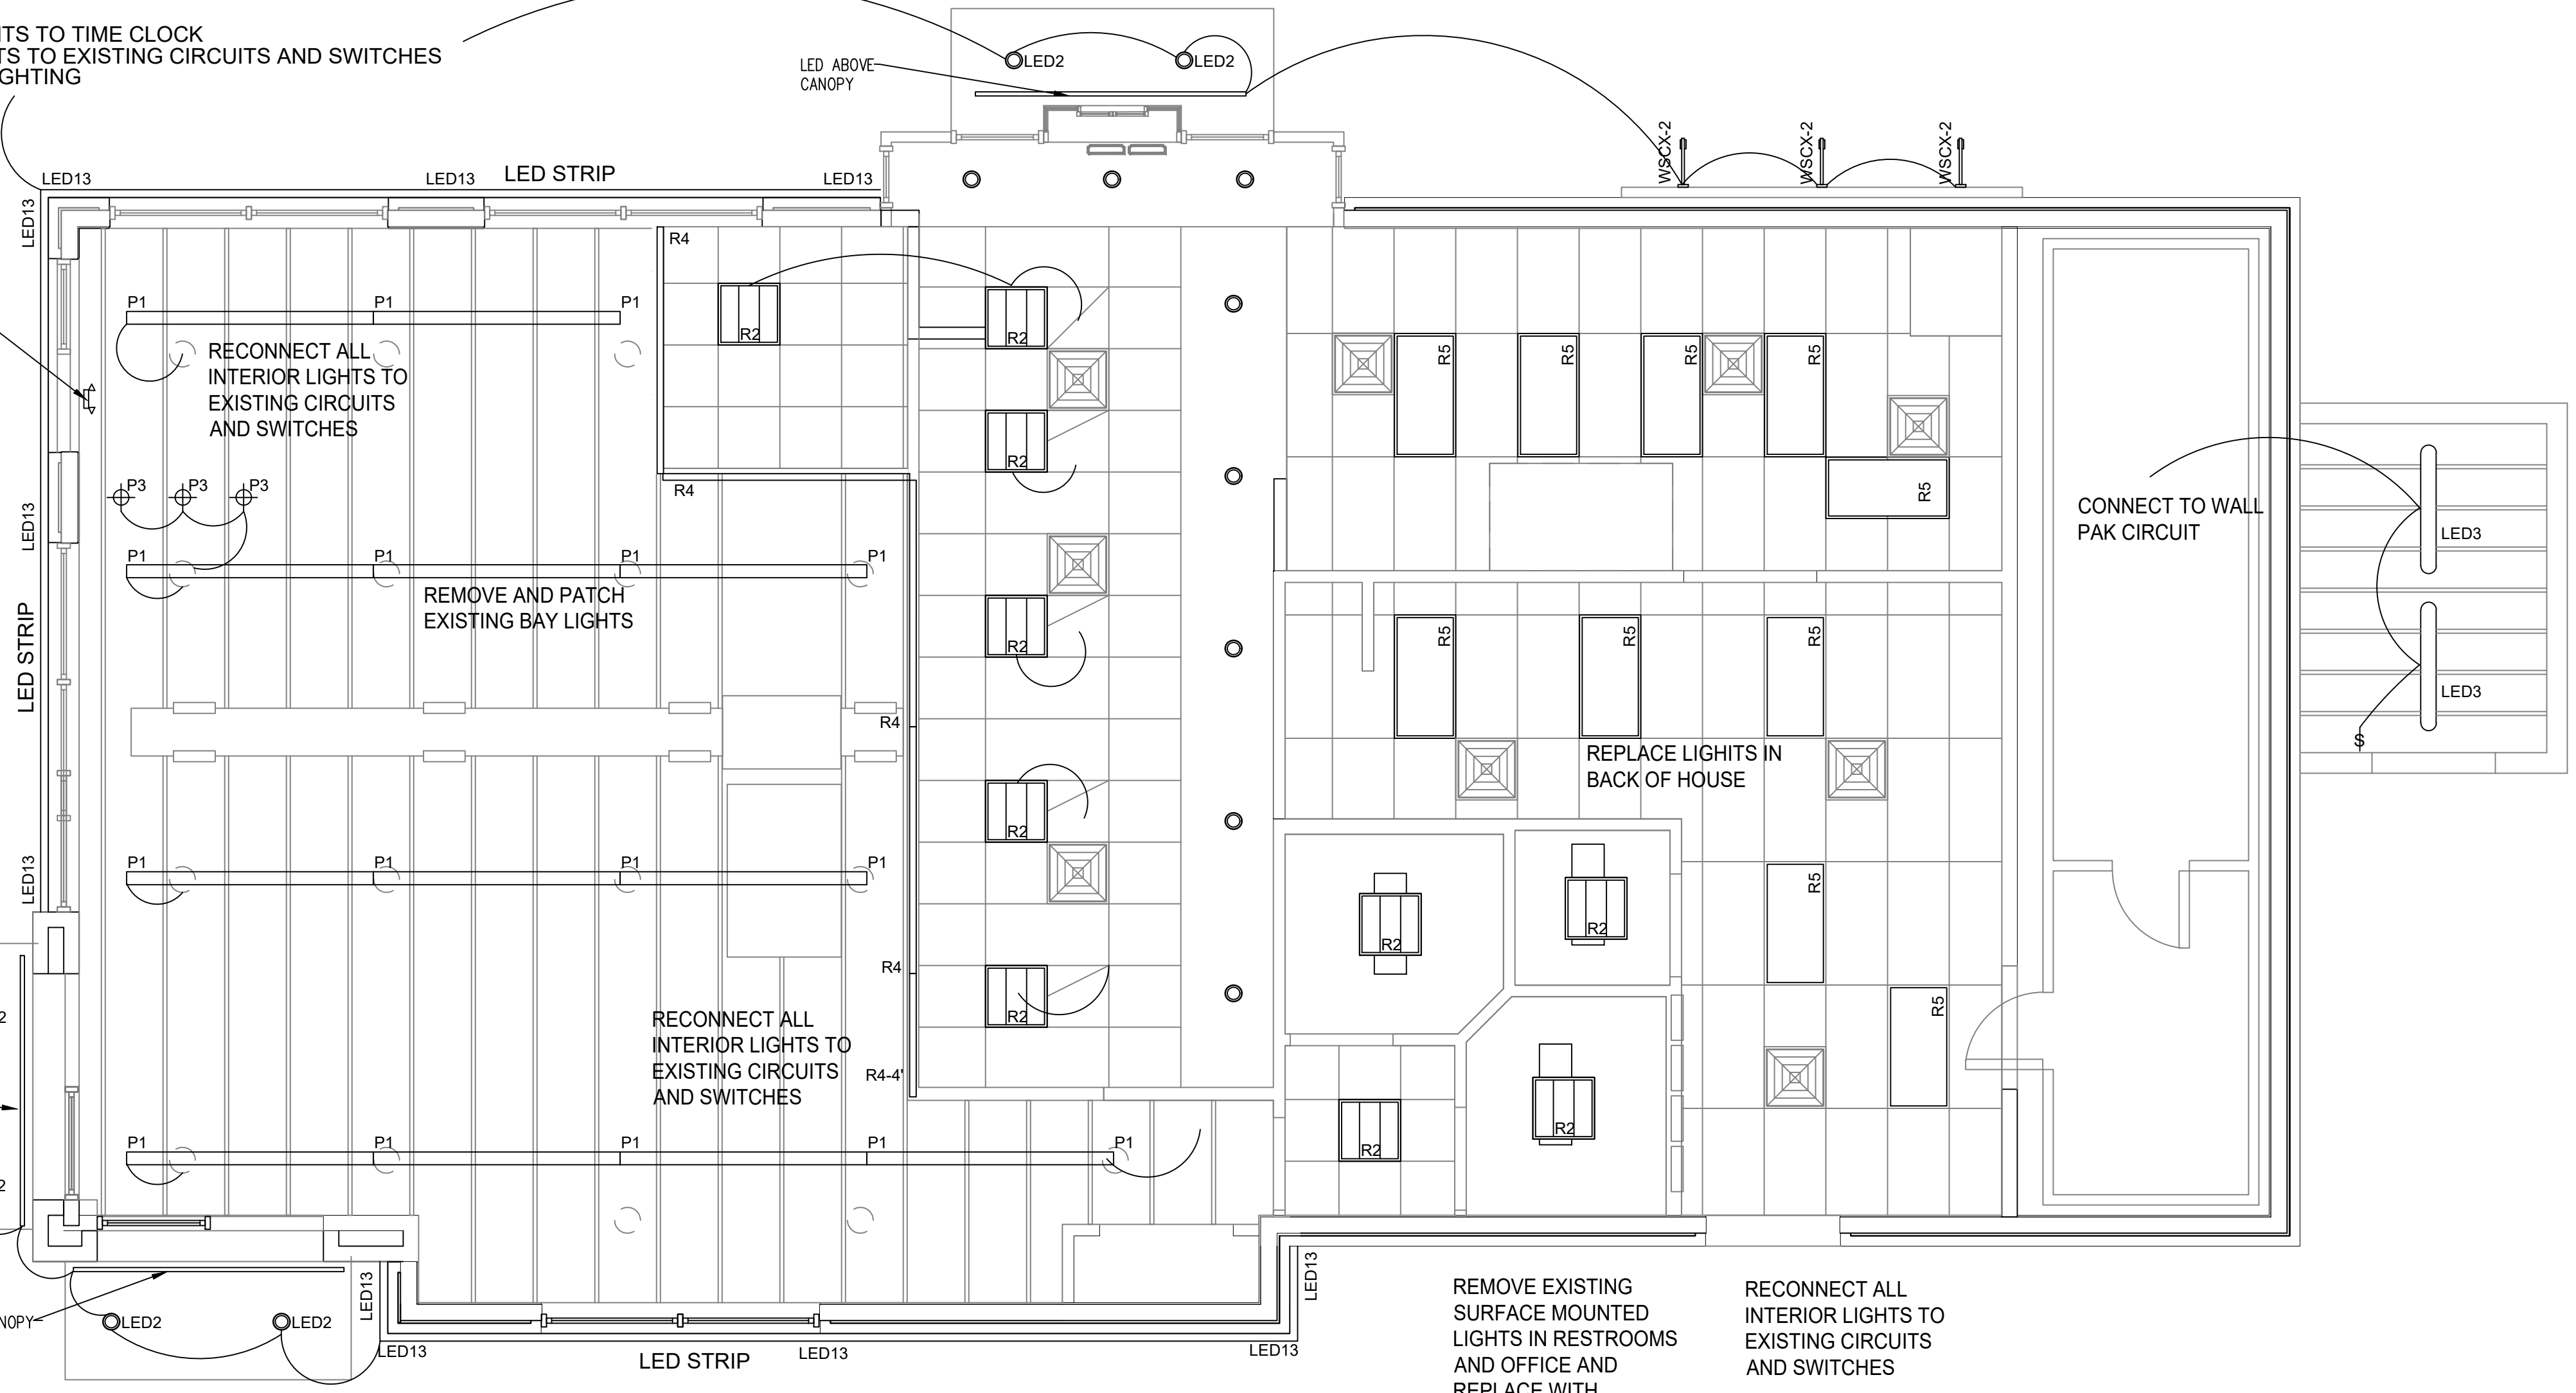 ITS TO TIME CLOCK
TS TO EXISTING CIRCUITS AND SWITCHES
GHTING
LED ABOVE
CANOPY
LED2
LED2
WSCX-2
WSCX-2
WSCX-2
LED13
LED13
LED STRIP
LED13
LED13
R4
P1
P1
P1
R2
R2
RECONNECT ALL
INTERIOR LIGHTS TO
EXISTING CIRCUITS
AND SWITCHES
R5
R5
R5
R5
R2
P3
P3
P3
R4
R5
LED13
CONNECT TO WALL
PAK CIRCUIT
LED3
P1
P1
P1
P1
REMOVE AND PATCH
EXISTING BAY LIGHTS
LED STRIP
R2
R5
R5
R5
LED3
R4
$
REPLACE LIGHTS IN
BACK OF HOUSE
R2
LED13
P1
P1
P1
P1
R5
R2
R2
R4
R2
R5
2
RECONNECT ALL
INTERIOR LIGHTS TO
EXISTING CIRCUITS
AND SWITCHES
R4-4'
P1
P1
P1
P1
P1
R2
R2
2
LED13
LED13
NOPY
LED2
LED2
LED13
LED STRIP
LED13
LED13
REMOVE EXISTING
SURFACE MOUNTED
LIGHTS IN RESTROOMS
AND OFFICE AND
REPLACE WITH
RECONNECT ALL
INTERIOR LIGHTS TO
EXISTING CIRCUITS
AND SWITCHES